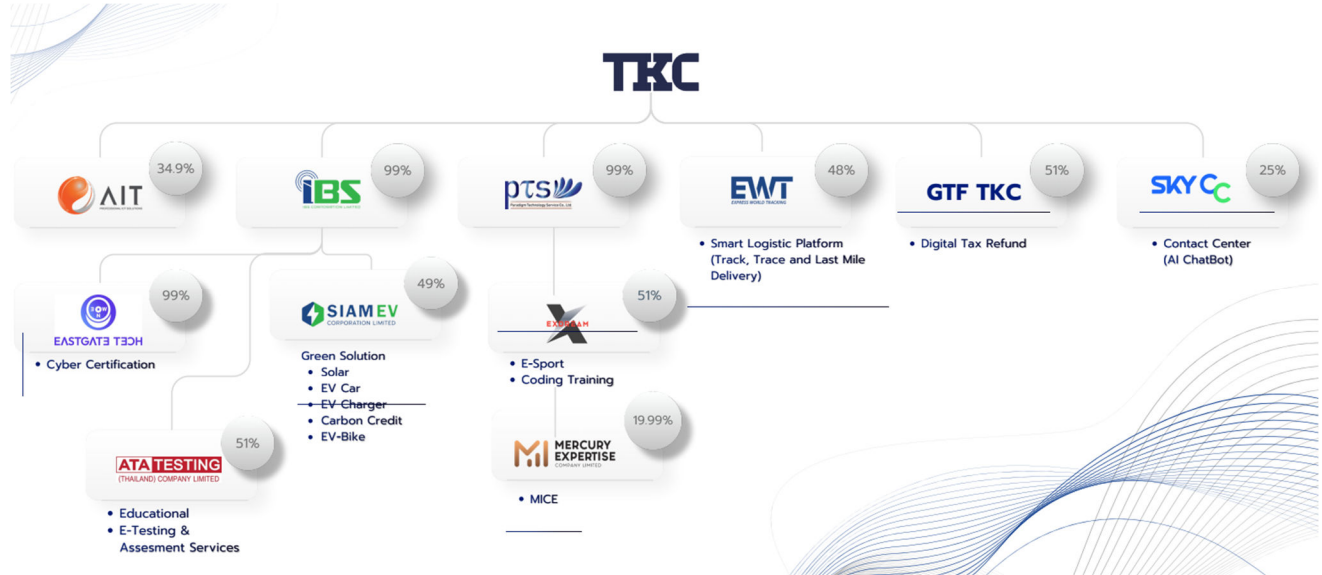 TKC
34.9%
AIT
99%
iBS
99%
PTS
Paradigm Technology Service Co., Ltd.
48%
EWT
EXPRESS WORLD TRACKING
51%
GTF TKC
25%
SKY CC
• Smart Logistic Platform
(Track, Trace and Last Mile
Delivery)
• Digital Tax Refund
• Contact Center
(AI ChatBot)
99%
EASTGATE TECH
• Cyber Certification
49%
SIAM EV
CORPORATION LIMITED
Green Solution
• Solar
• EV Car
• EV Charger
• Carbon Credit
• EV-Bike
51%
• E-Sport
• Coding Training
51%
ATA TESTING
(THAILAND) COMPANY LIMITED
• Educational
• E-Testing &
Assesment Services
19.99%
MERCURY
EXPERTISE
COMPANY LIMITED
• MICE